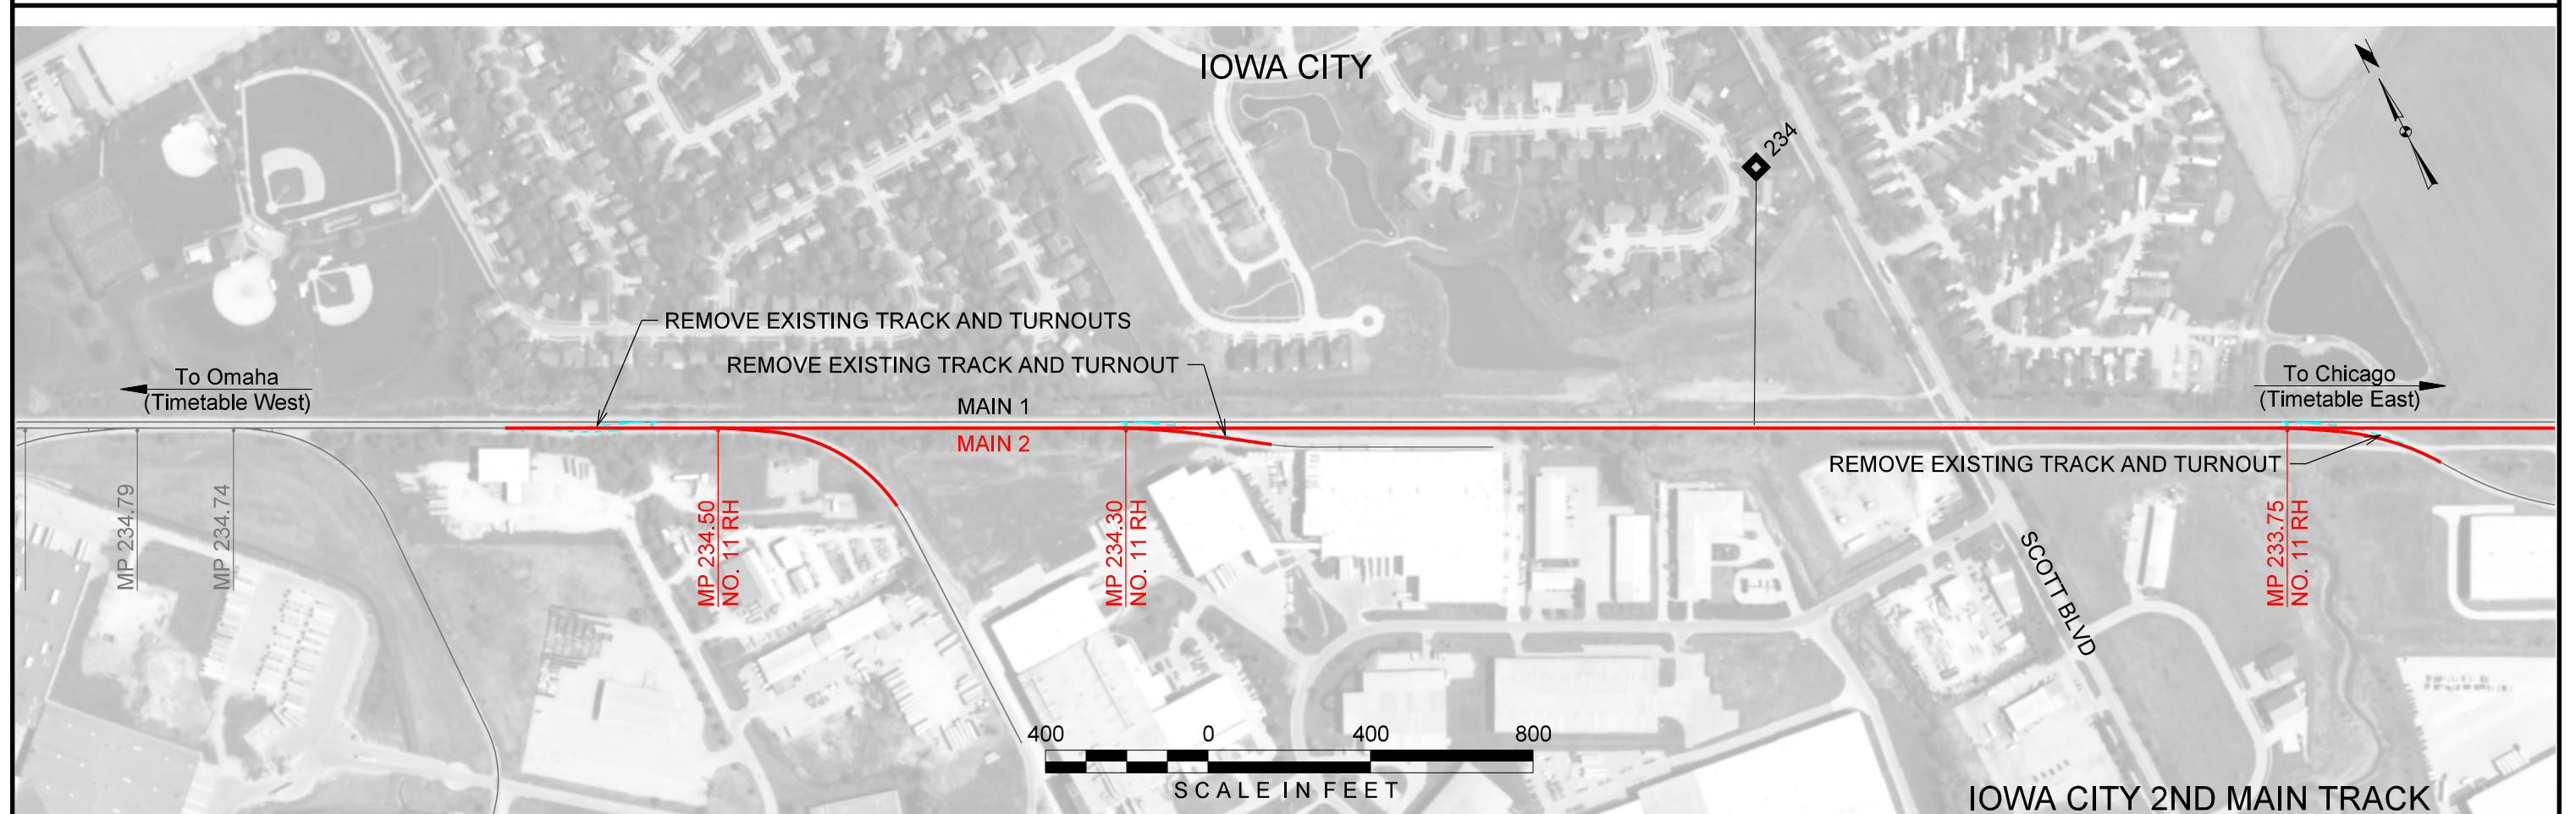 IOWA CITY
N
234
REMOVE EXISTING TRACK AND TURNOUTS
REMOVE EXISTING TRACK AND TURNOUT
To Omaha
(Timetable West)
To Chicago
(Timetable East)
MAIN 1
MAIN 2
REMOVE EXISTING TRACK AND TURNOUT
MP 234.79
MP 234.74
MP 234.50
NO. 11 RH
MP 234.30
NO. 11 RH
MP 233.75
NO. 11 RH
SCOTT BLVD
400 0 400 800
SCALE IN FEET
IOWA CITY 2ND MAIN TRACK